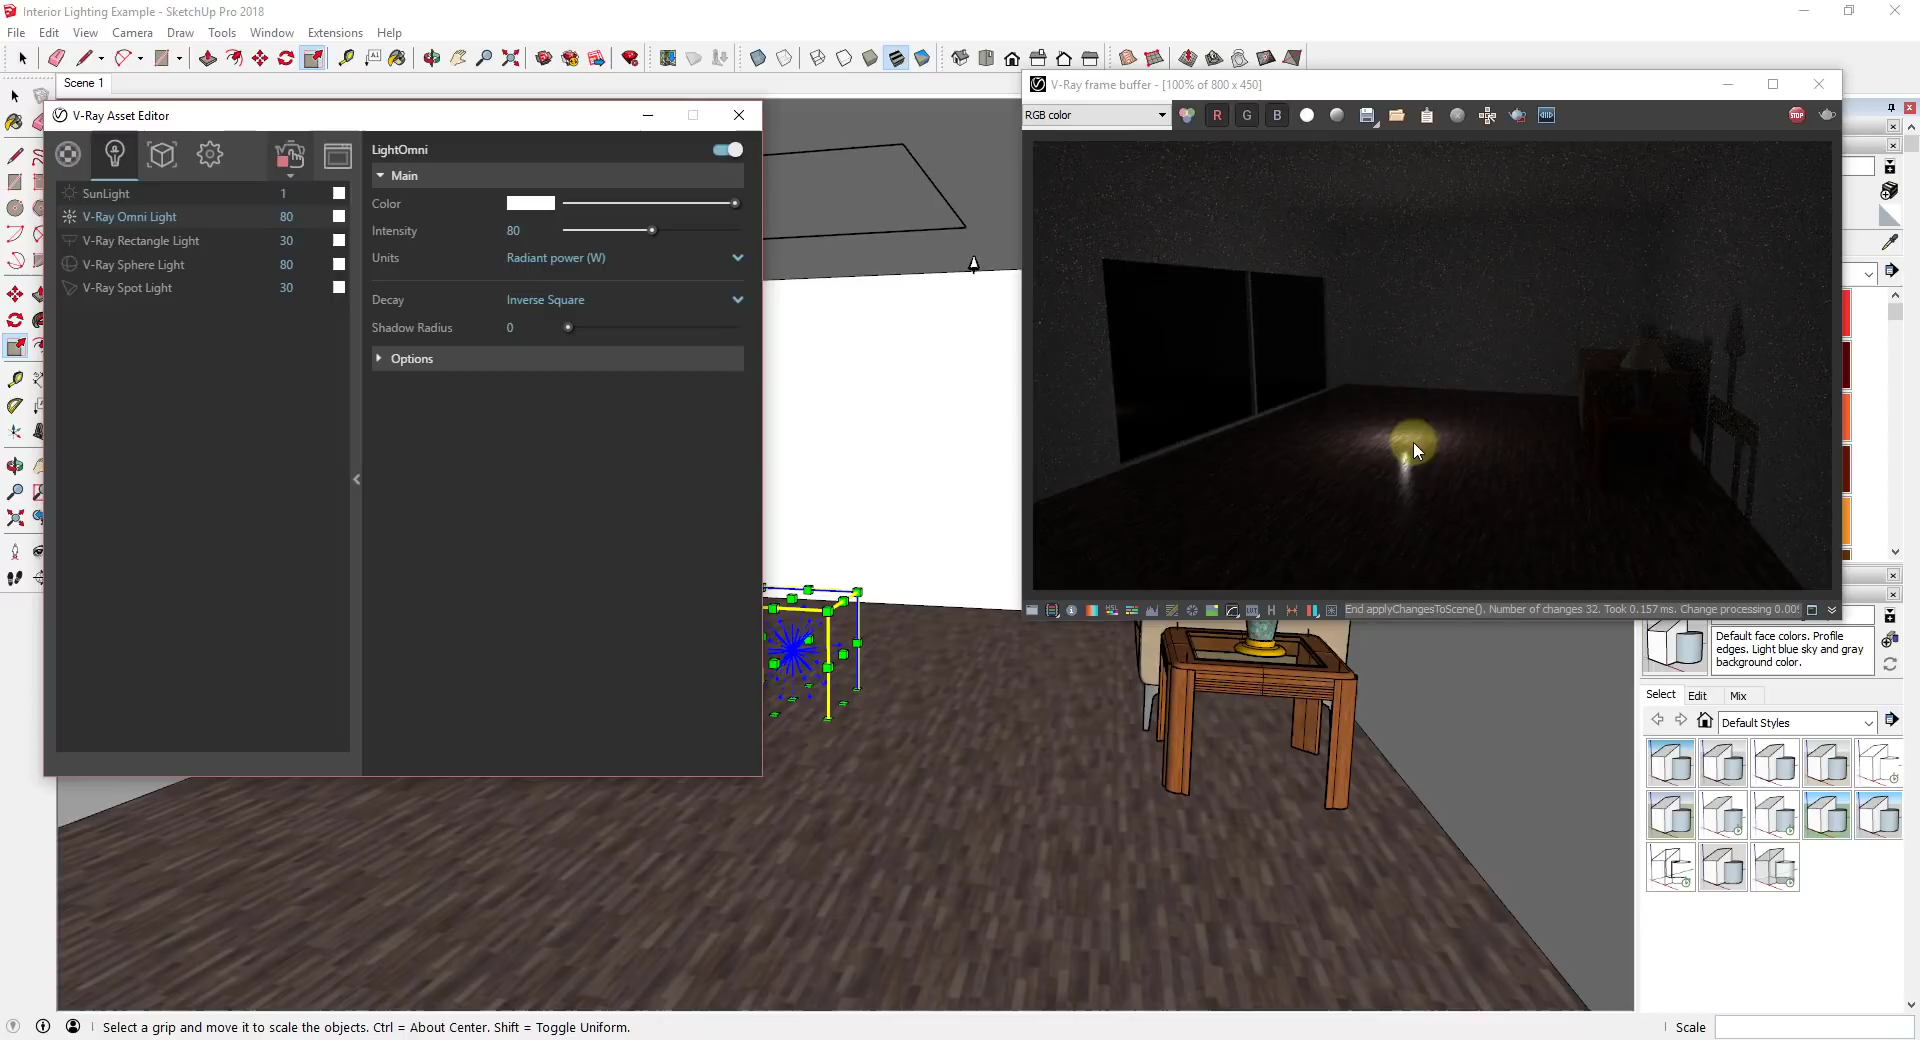 Interior Lighting Example - SketchUp Pro 2018
File Edit View Camera Draw Tools Window Extensions Help
Scene 1
V-Ray Asset Editor
SunLight 1
V-Ray Omni Light 80
V-Ray Rectangle Light 30
V-Ray Sphere Light 80
V-Ray Spot Light 30
LightOmni
Main
Color
Intensity 80
Units Radiant power (W)
Decay Inverse Square
Shadow Radius 0
Options
V-Ray frame buffer - [100% of 800 x 450]
RGB color
R G B
STOP
HSL
H
End applyChangesToScene(). Number of changes 32. Took 0.157 ms. Change processing 0.00
Default face colors. Profile
edges. Light blue sky and gray
background color.
Select Edit Mix
Default Styles
Select a grip and move it to scale the objects. Ctrl = About Center. Shift = Toggle Uniform.
Scale